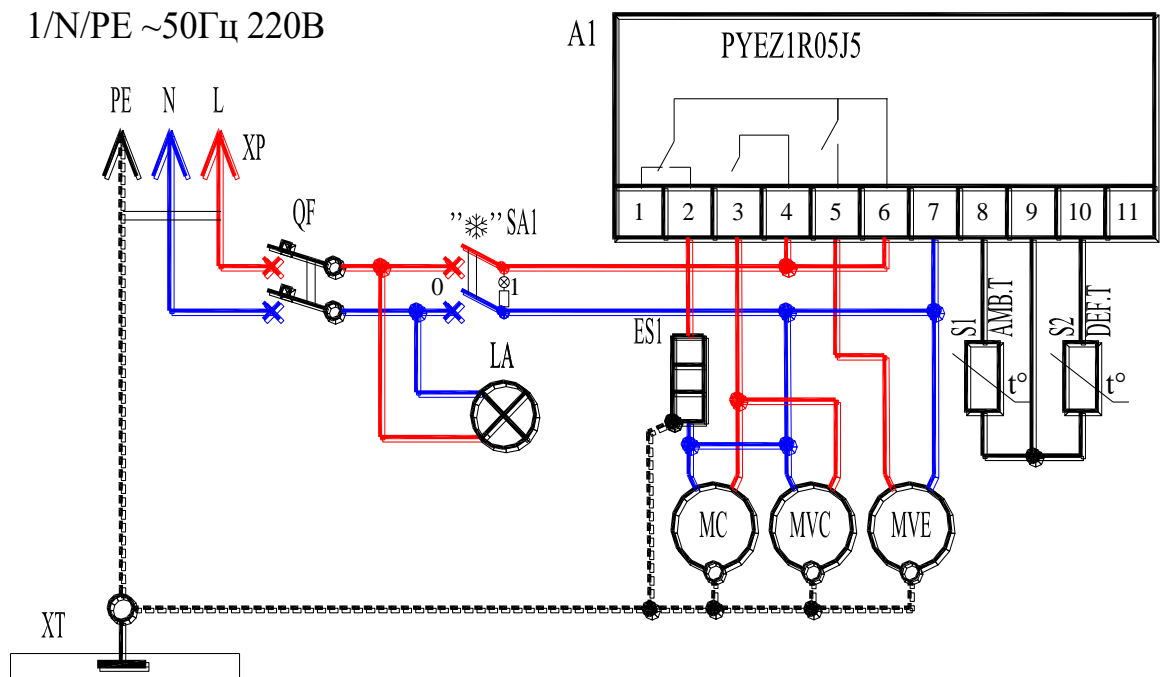 1/N/PE ~50Гц 220В
A1
PYEZ1R05J5
PE N L
XP
1 2 3 4 5 6 7 8 9 10 11
QF
"❄" SA1
0 1
ES1
S1
AMB.T
S2
DEF.T
LA
t° t°
MC MVC MVE
XT